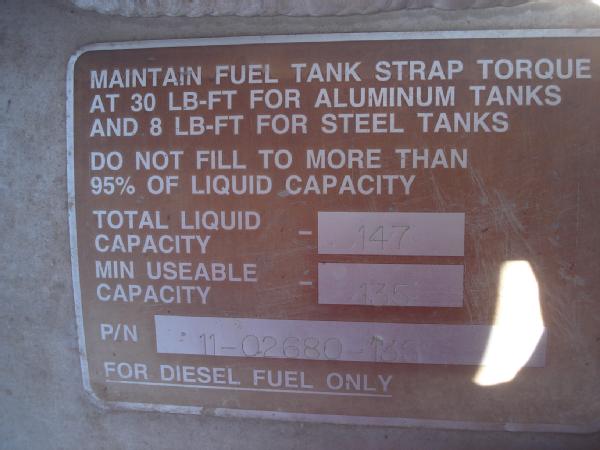 MAINTAIN FUEL TANK STRAP TORQUE
AT 30 LB-FT FOR ALUMINUM TANKS
AND 8 LB-FT FOR STEEL TANKS
DO NOT FILL TO MORE THAN
95% OF LIQUID CAPACITY
TOTAL LIQUID
CAPACITY - 147
MIN USEABLE
CAPACITY - 135
P/N 11-02680-135
FOR DIESEL FUEL ONLY